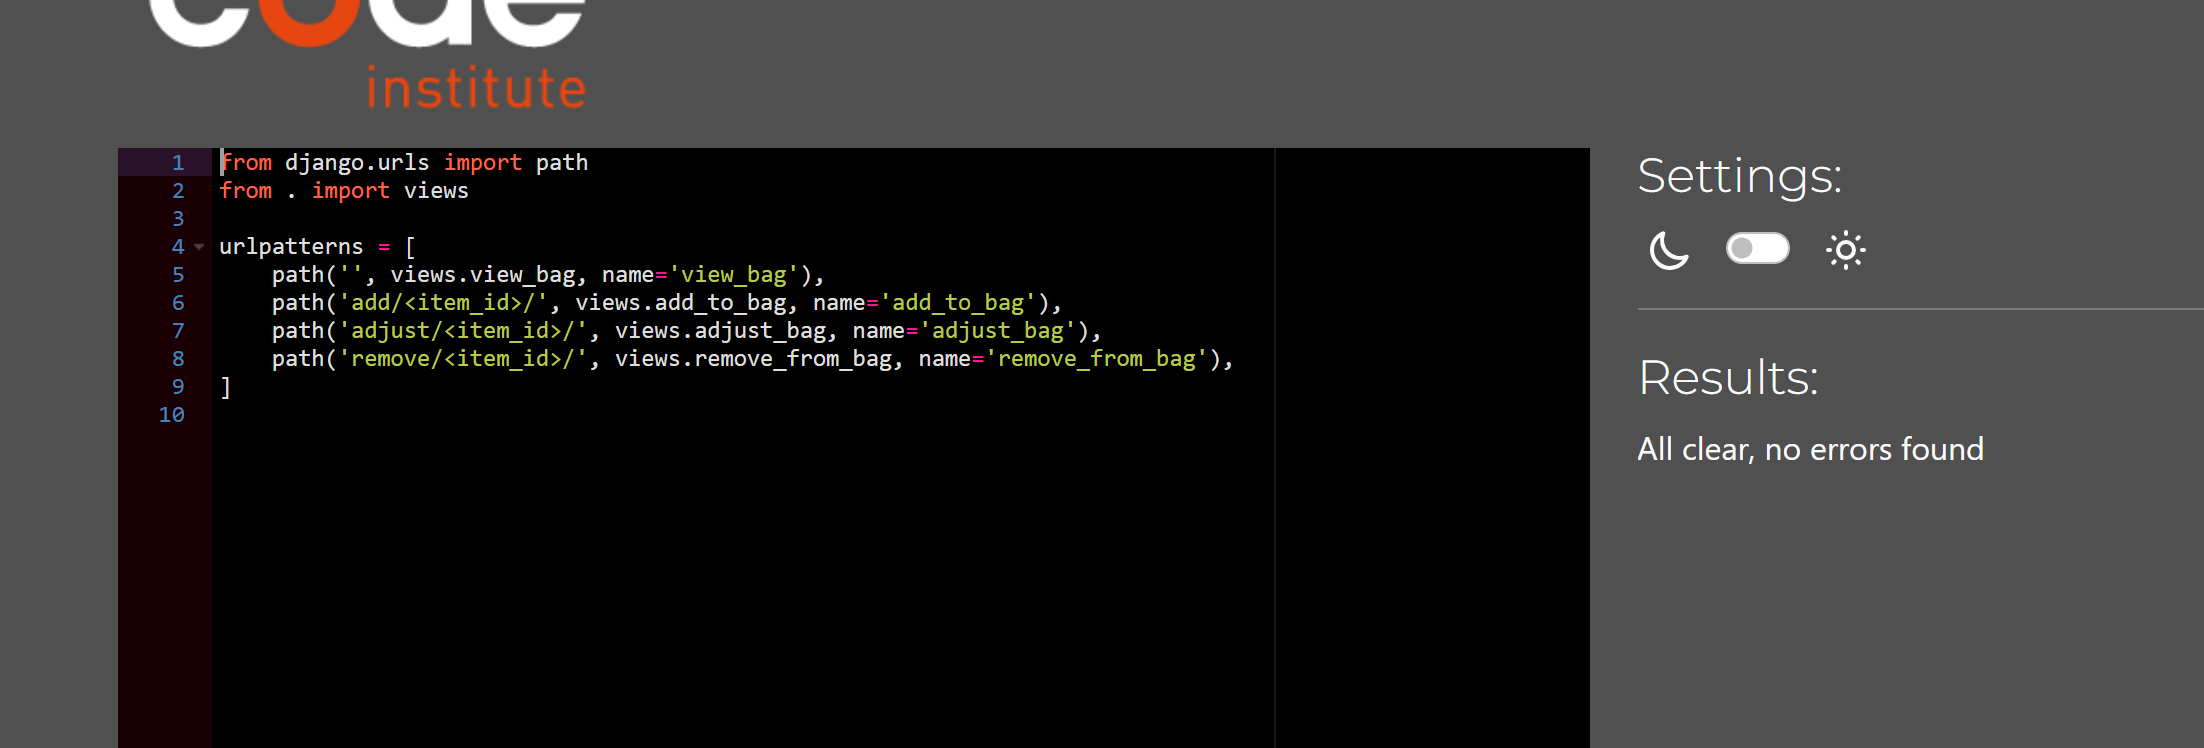 code
institute
1 from django.urls import path
2 from . import views
3
4 urlpatterns = [
5     path('', views.view_bag, name='view_bag'),
6     path('add/<item_id>/', views.add_to_bag, name='add_to_bag'),
7     path('adjust/<item_id>/', views.adjust_bag, name='adjust_bag'),
8     path('remove/<item_id>/', views.remove_from_bag, name='remove_from_bag'),
9 ]
10
Settings:
Results:
All clear, no errors found